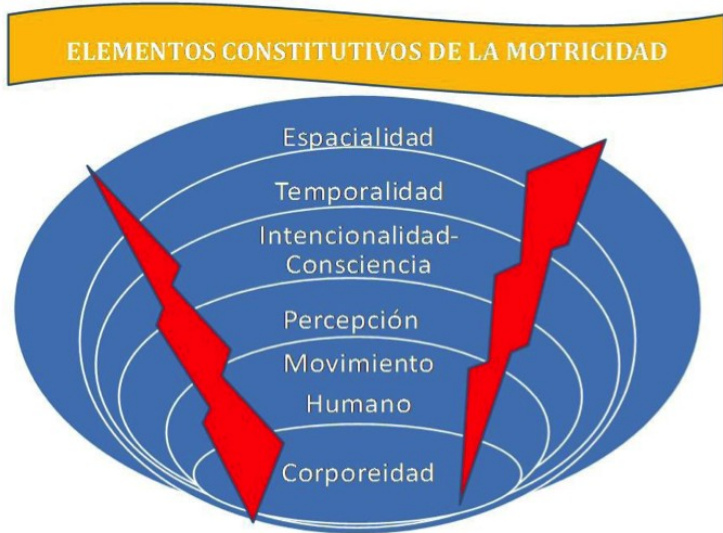 ELEMENTOS CONSTITUTIVOS DE LA MOTRICIDAD
Espacialidad
Temporalidad
Intencionalidad-
Consciencia
Percepción
Movimiento
Humano
Corporeidad